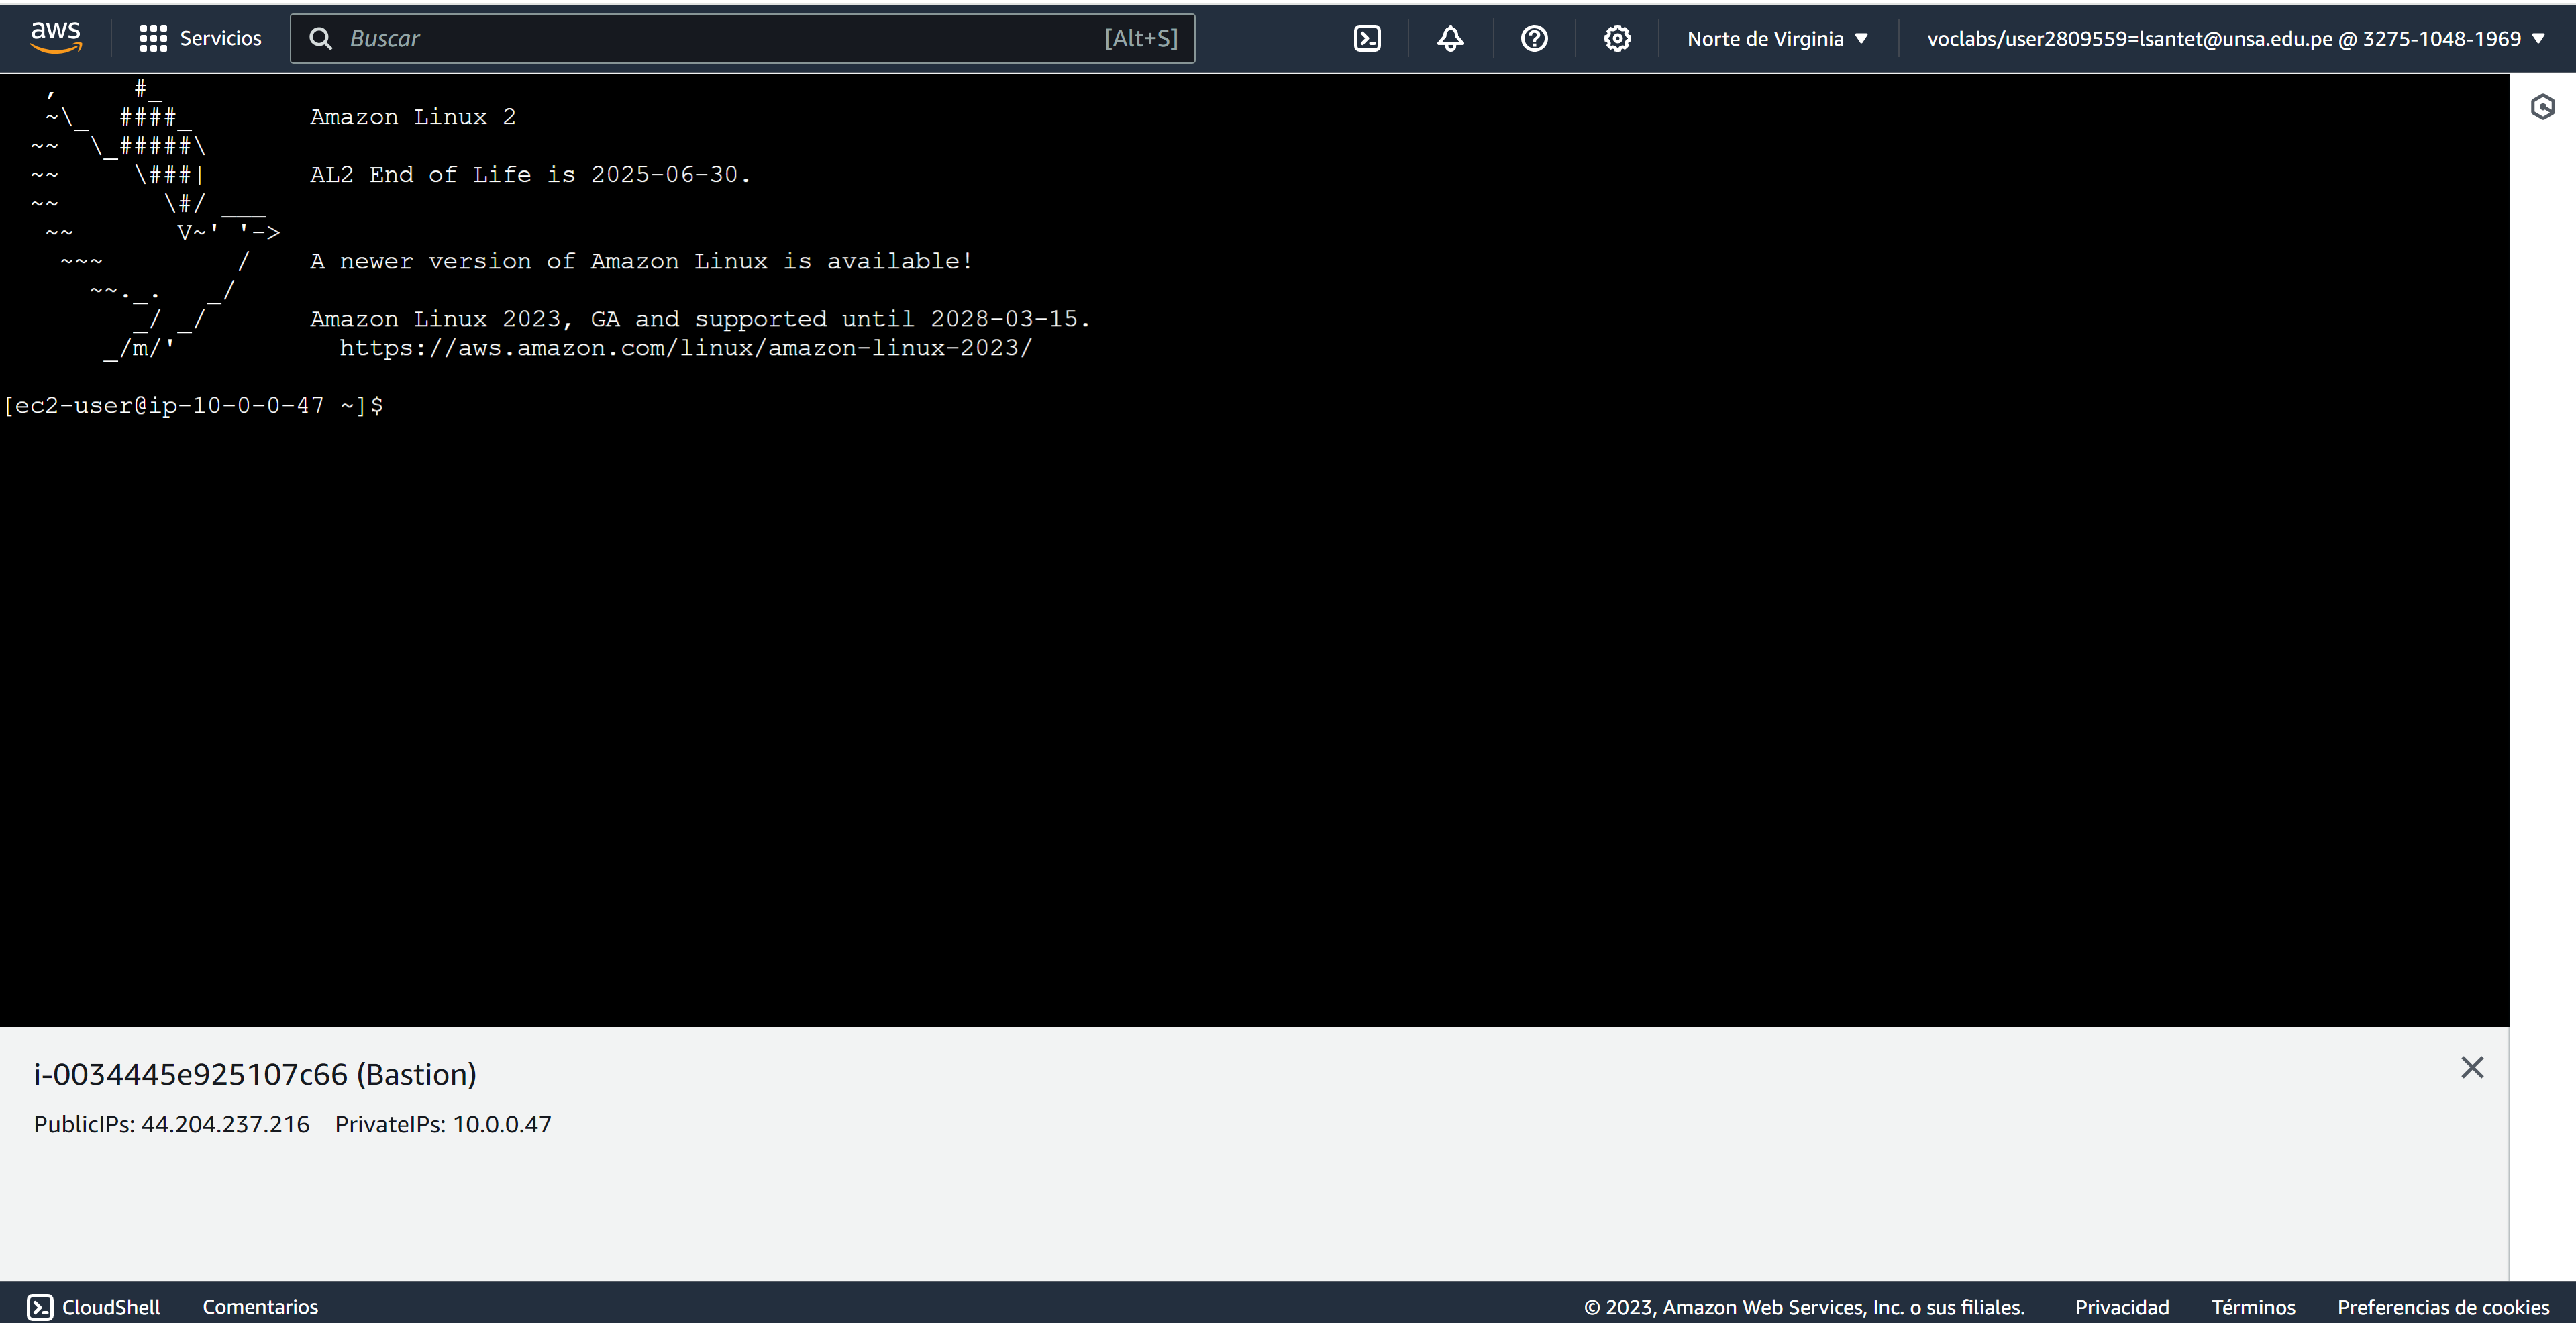 aws
Servicios
Buscar [Alt+S]
Norte de Virginia
voclabs/user2809559=lsantet@unsa.edu.pe @ 3275-1048-1969
   ,     #_
   ~\_  ####_        Amazon Linux 2
  ~~  \_#####\
  ~~     \###|       AL2 End of Life is 2025-06-30.
  ~~       \#/ ___
   ~~       V~' '->
    ~~~         /    A newer version of Amazon Linux is available!
      ~~._.   _/
         _/ _/       Amazon Linux 2023, GA and supported until 2028-03-15.
       _/m/'           https://aws.amazon.com/linux/amazon-linux-2023/
[ec2-user@ip-10-0-0-47 ~]$
i-0034445e925107c66 (Bastion)
PublicIPs: 44.204.237.216 PrivateIPs: 10.0.0.47
CloudShell Comentarios © 2023, Amazon Web Services, Inc. o sus filiales. Privacidad Términos Preferencias de cookies